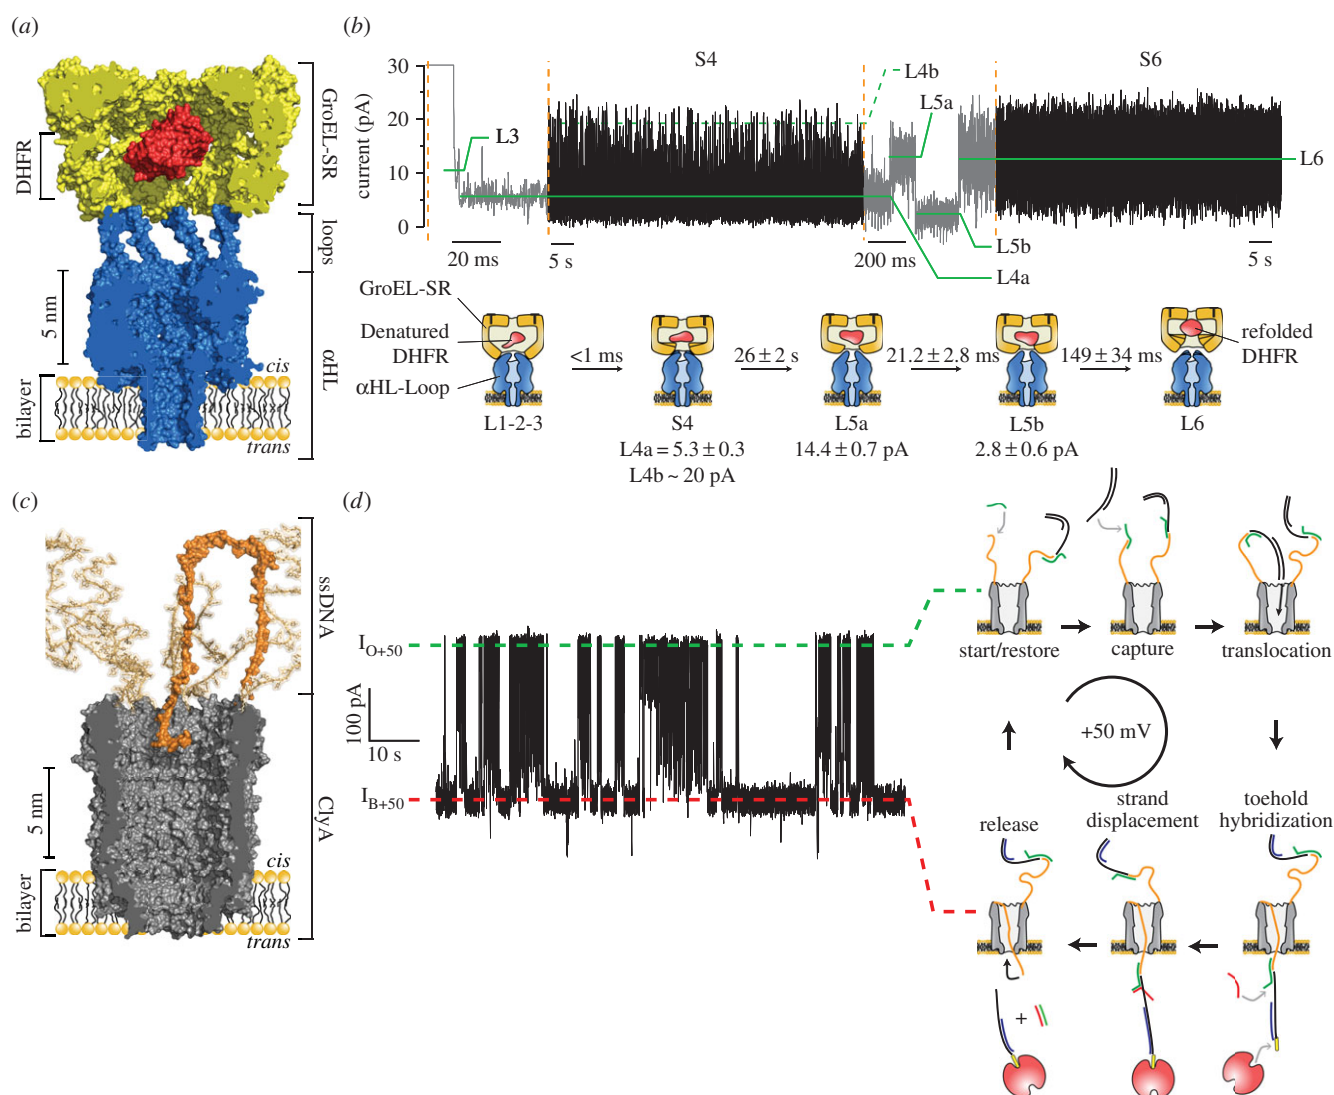 (a)
GroEL-SR
DHFR
loops
5 nm
αHL
bilayer
cis
trans
(b)
S4
S6
current (pA)
30
20
10
0
L3
L4b
L5a
L6
L5b
L4a
20 ms
5 s
200 ms
5 s
GroEL-SR
Denatured
DHFR
αHL-Loop
<1 ms
26 ± 2 s
21.2 ± 2.8 ms
149 ± 34 ms
refolded
DHFR
L1-2-3
S4
L5a
L5b
L6
L4a = 5.3 ± 0.3
14.4 ± 0.7 pA
2.8 ± 0.6 pA
L4b ~ 20 pA
(c)
ssDNA
5 nm
ClyA
bilayer
cis
trans
(d)
I O+50
100 pA
10 s
I B+50
start/restore
capture
translocation
+50 mV
release
strand
displacement
toehold
hybridization
+